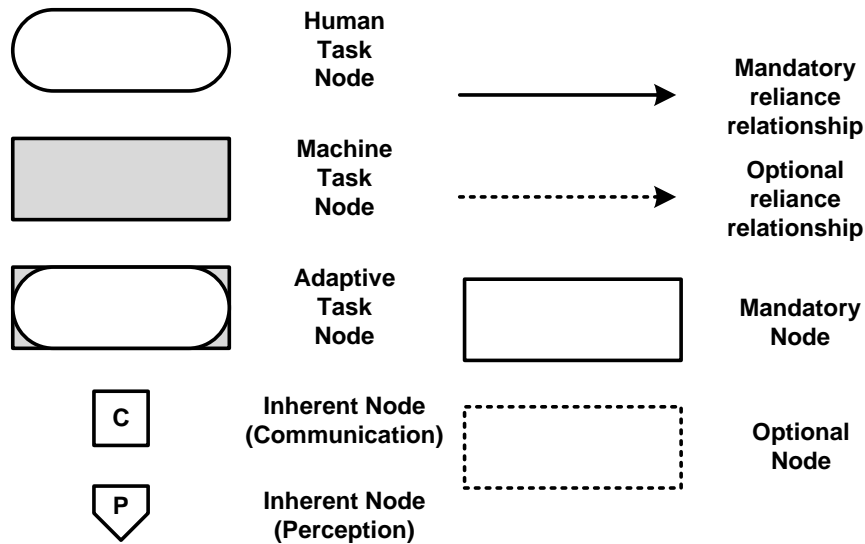 Human
Task
Node
Machine
Task
Node
Adaptive
Task
Node
C
Inherent Node
(Communication)
P
Inherent Node
(Perception)
Mandatory
reliance
relationship
Optional
reliance
relationship
Mandatory
Node
Optional
Node